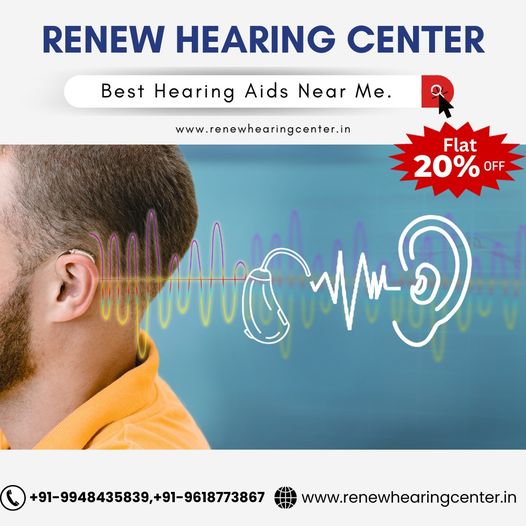 RENEW HEARING CENTER
Best Hearing Aids Near Me.
www.renewhearingcenter.in
Flat
20% OFF
+91-9948435839,+91-9618773867
www.renewhearingcenter.in